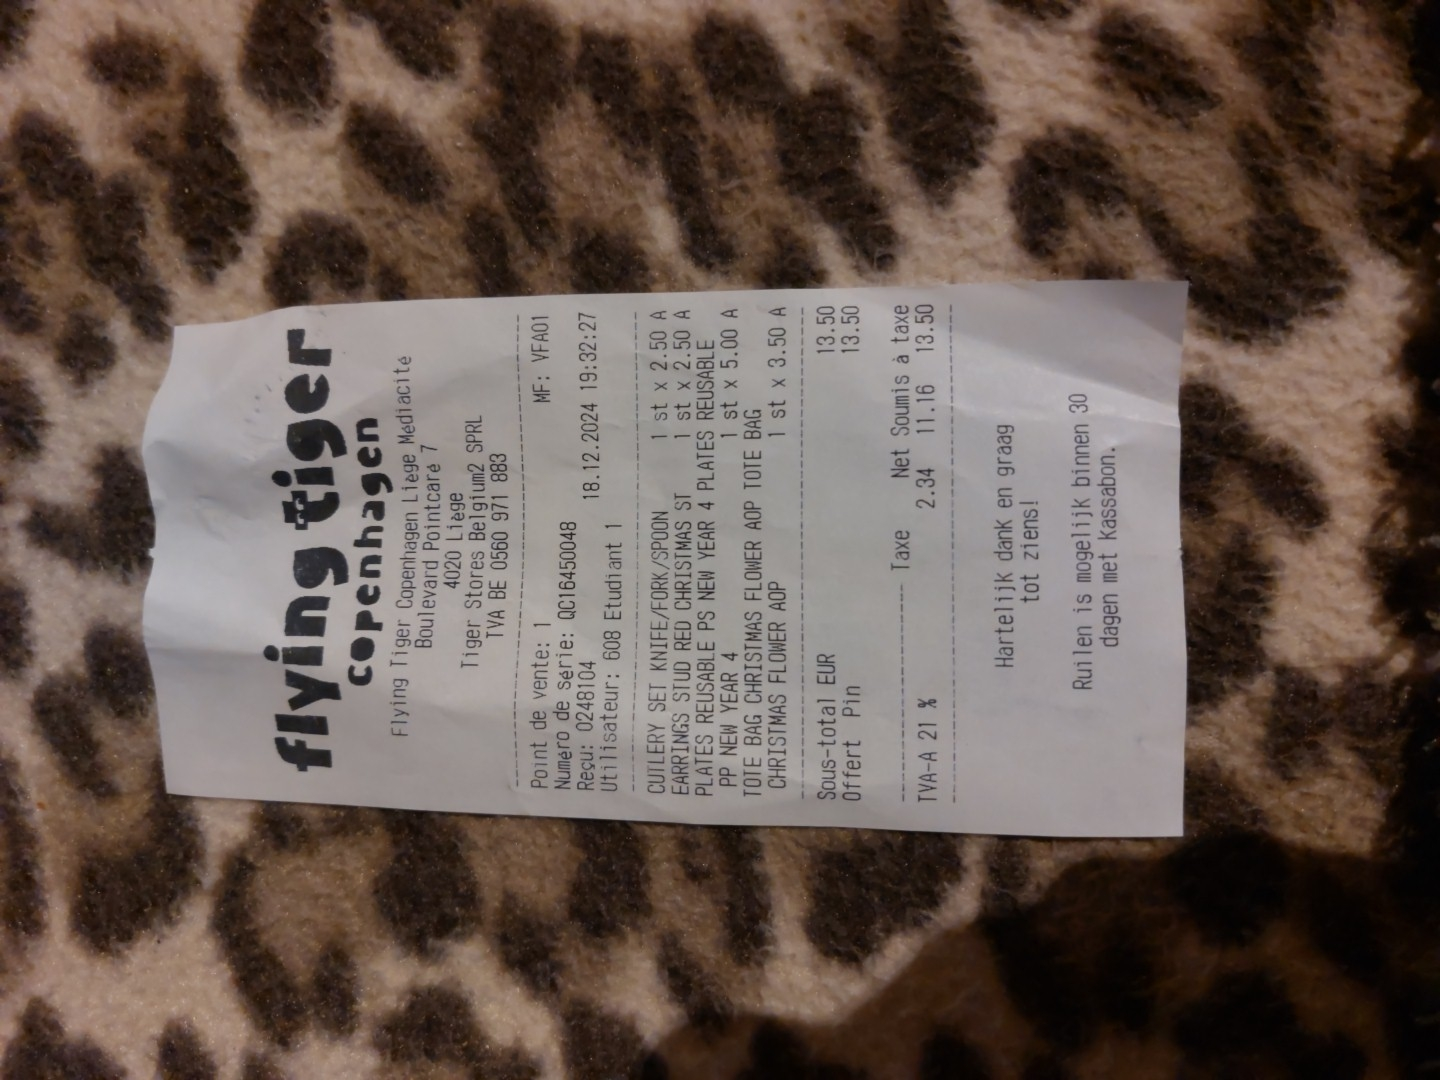 flying tiger
copenhagen
Flying Tiger Copenhagen Liege Médiacité
Boulevard Pointcaré 7
4020 Liège
Tiger Stores Belgium2 SPRL
TVA BE 0560 971 883
Point de vente: 1 MF: VFA01
Numéro de série: QC16450048
Reçu: 0248104 18.12.2024 19:32:27
Utilisateur: 608 Etudiant 1
CUTLERY SET KNIFE/FORK/SPOON 1 st x 2.50 A
EARRINGS STUD RED CHRISTMAS ST 1 st x 2.50 A
PLATES REUSABLE PS NEW YEAR 4 PLATES REUSABLE
PP NEW YEAR 4 1 st x 5.00 A
TOTE BAG CHRISTMAS FLOWER AOP TOTE BAG
CHRISTMAS FLOWER AOP 1 st x 3.50 A
Sous-total EUR 13.50
Offert Pin 13.50
Taxe Net Soumis à taxe
TVA-A 21 % 2.34 11.16 13.50
Hartelijk dank en graag
tot ziens!
Ruilen is mogelijk binnen 30
dagen met kassabon.